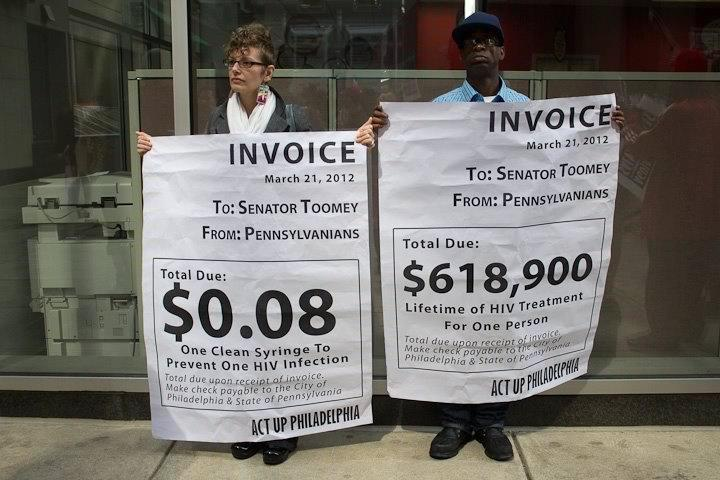 INVOICE
March 21, 2012
To: Senator Toomey
From: Pennsylvanians
Total Due:
$0.08
One Clean Syringe To
Prevent One HIV Infection
Total due upon receipt of invoice.
Make check payable to the City of
Philadelphia & State of Pennsylvania
ACT UP PHILADELPHIA
INVOICE
March 21, 2012
To: Senator Toomey
From: Pennsylvanians
Total Due:
$618,900
Lifetime of HIV Treatment
For One Person
Total due upon receipt of invoice.
Make check payable to the City of
Philadelphia & State of Pennsylvania
ACT UP PHILADELPHIA